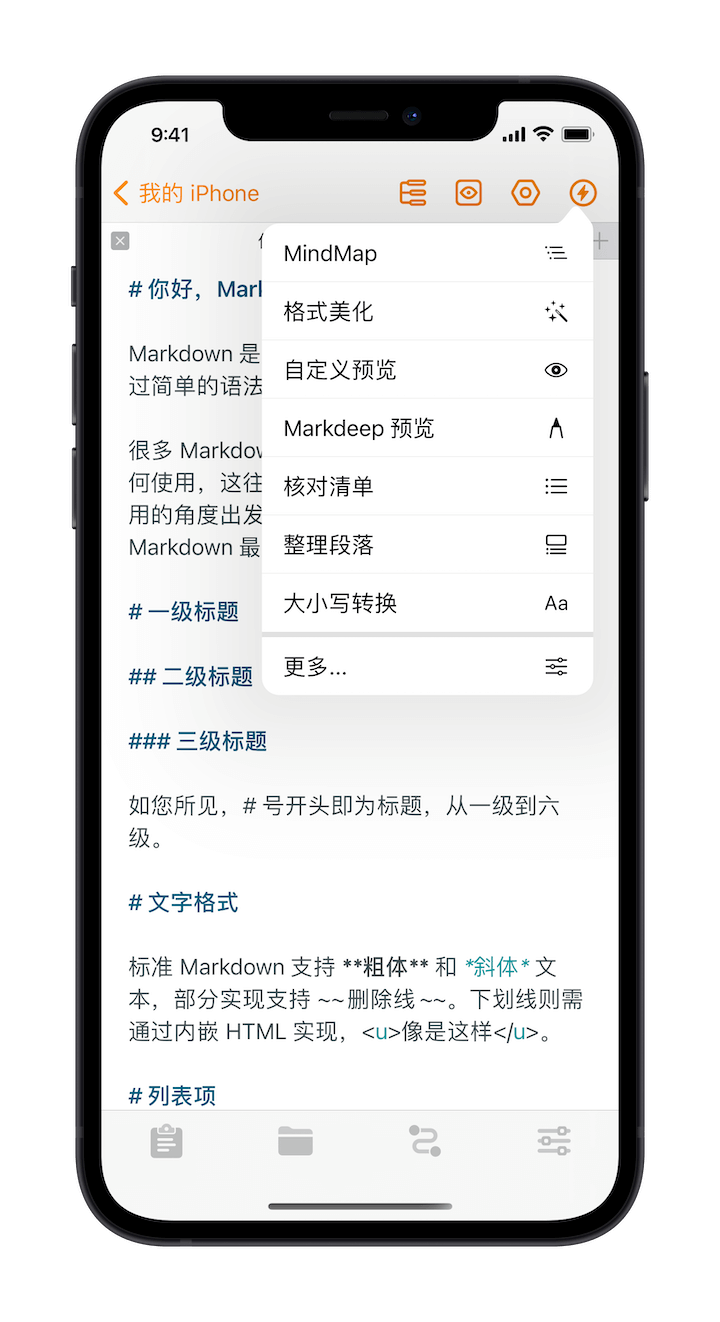 9:41
我的 iPhone
MindMap
格式美化
自定义预览
Markdeep 预览
核对清单
整理段落
大小写转换
Aa
更多...
# 你好，
Markdown 是
过简单的语法
很多
何使用，这往
用的角度出发
Markdown 最
# 一级标题
## 二级标题
### 三级标题
如您所见，# 号开头即为标题，从一级到六
级。
# 文字格式
标准 Markdown 支持 **粗体** 和 *斜体* 文
本，部分实现支持 ~~删除线~~。下划线则需
通过内嵌 HTML 实现，<u>像是这样</u>。
# 列表项